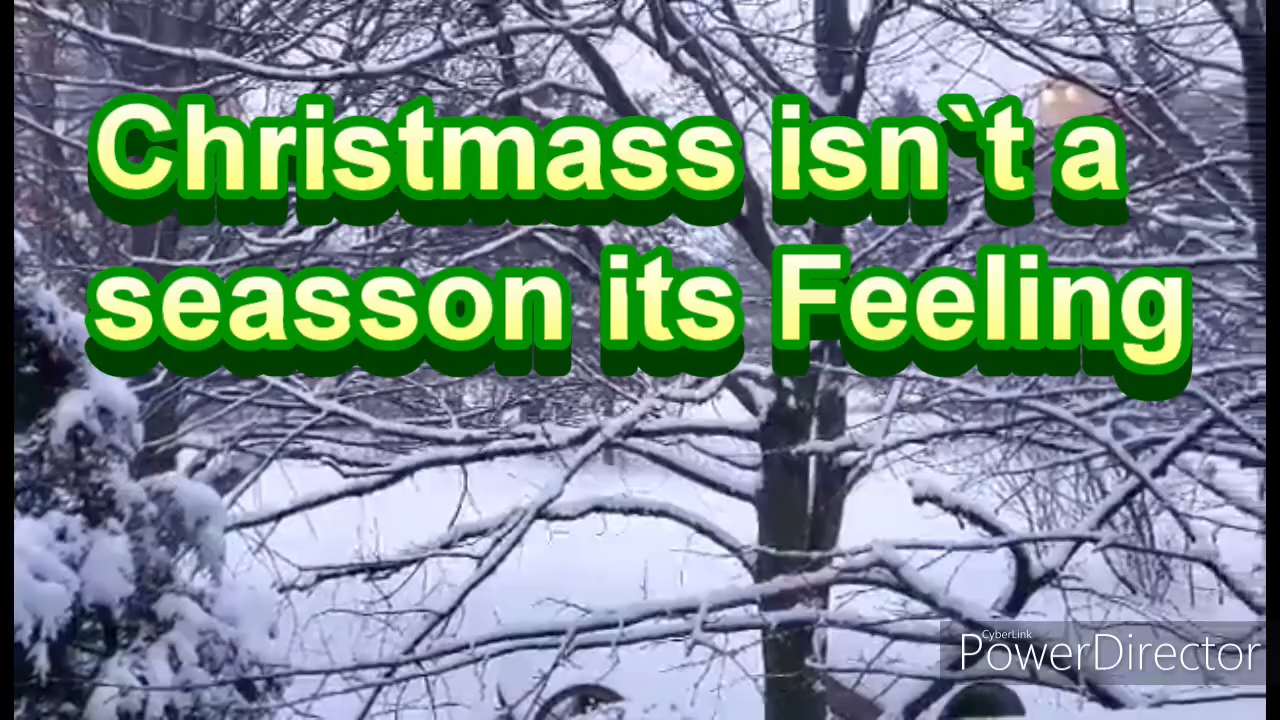 Christmass isn`t a
seasson its Feeling
CyberLink
PowerDirector